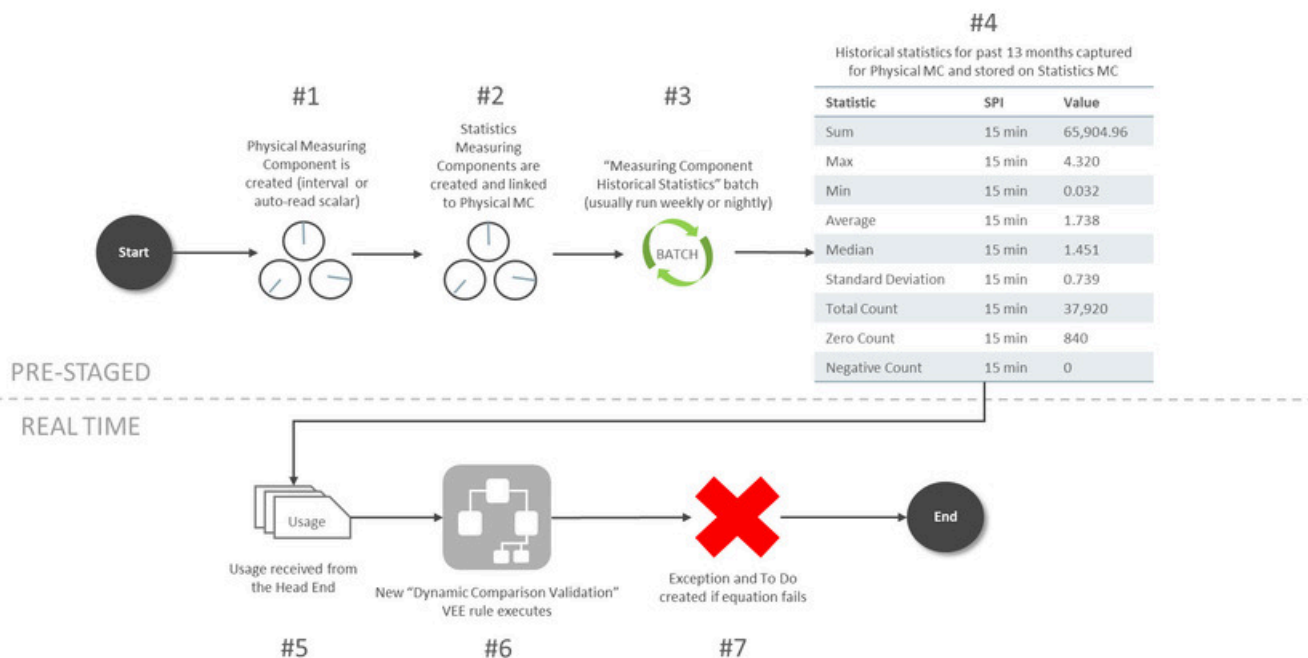 #4
Historical statistics for past 13 months captured
for Physical MC and stored on Statistics MC
#1
Physical Measuring
Component is
created (interval or
auto-read scalar)
#2
Statistics
Measuring
Components are
created and linked
to Physical MC
#3
“Measuring Component
Historical Statistics” batch
(usually run weekly or nightly)
Start
BATCH
Statistic SPI Value
Sum 15 min 65,904.96
Max 15 min 4.320
Min 15 min 0.032
Average 15 min 1.738
Median 15 min 1.451
Standard Deviation 15 min 0.739
Total Count 15 min 37,920
Zero Count 15 min 840
Negative Count 15 min 0
PRE-STAGED
REAL TIME
Usage
Usage received from
the Head End
#5
New “Dynamic Comparison Validation”
VEE rule executes
#6
Exception and To Do
created if equation fails
#7
End